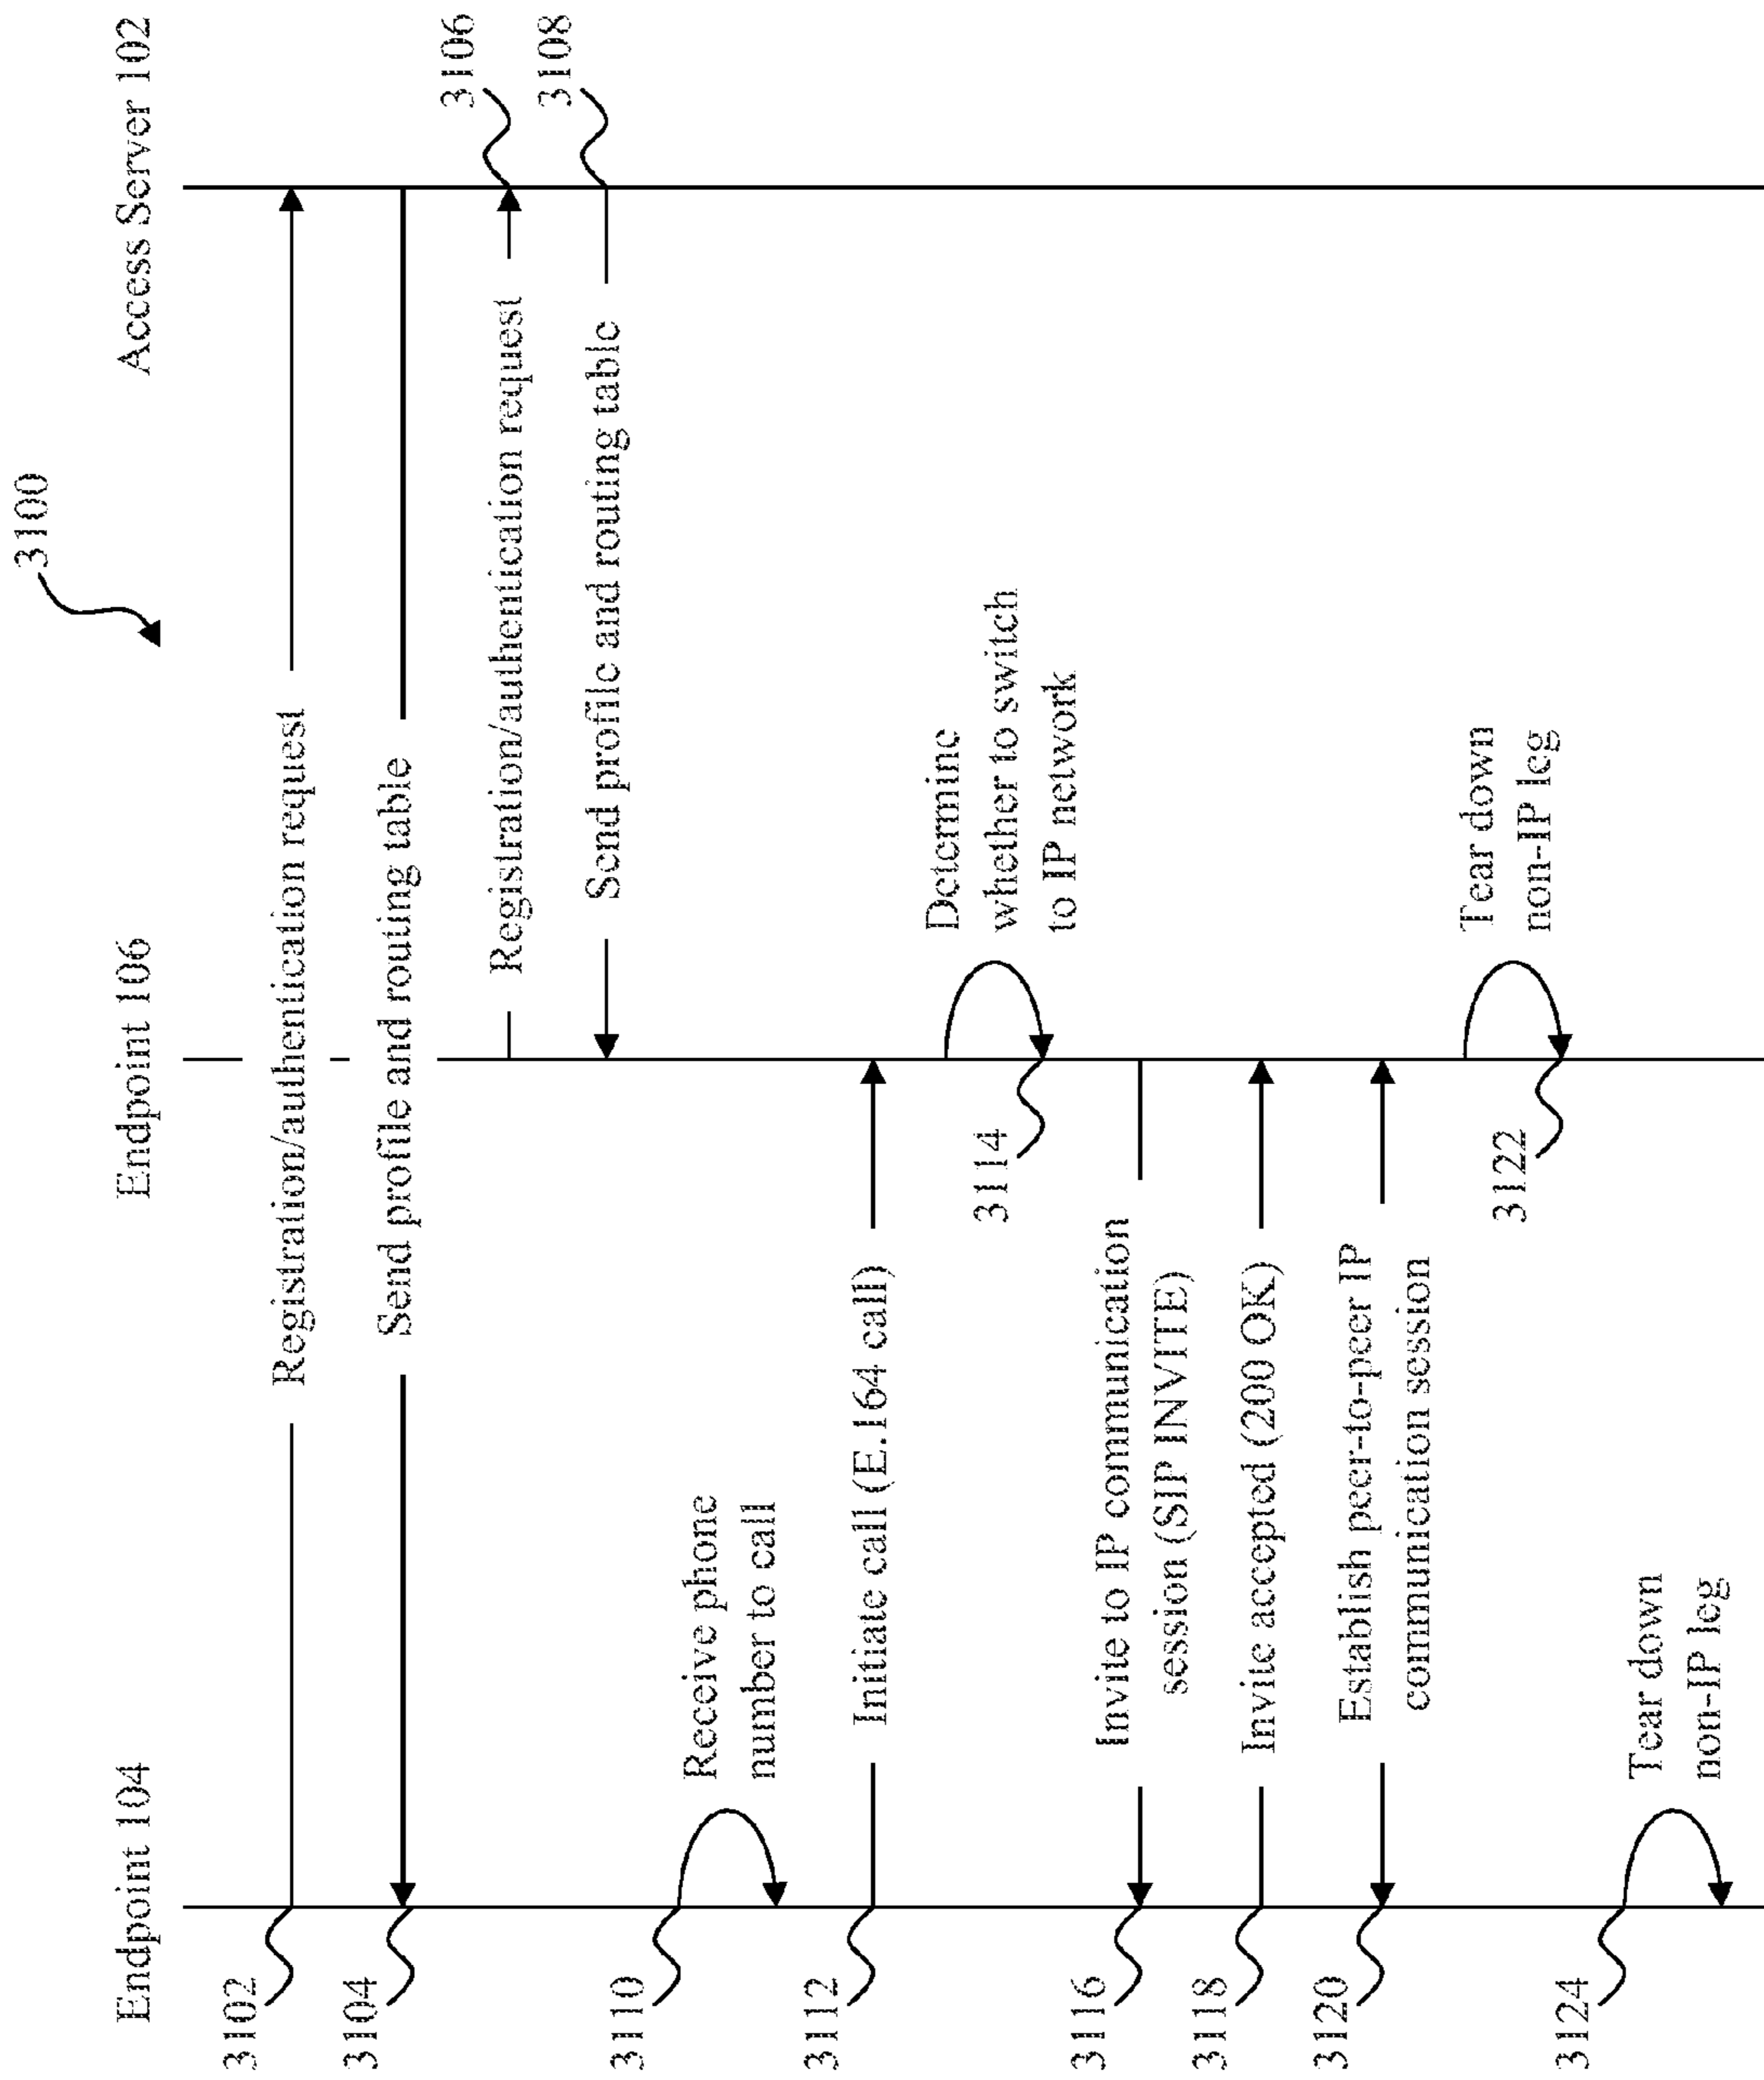 3100
Endpoint 104
Endpoint 106
Access Server 102
3102
Registration/authentication request
3104
Send profile and routing table
Registration/authentication request
3106
Send profile and routing table
3108
3110
Receive phone
number to call
3112
Initiate call (E.164 call)
Determine
whether to switch
to IP network
3114
3116
Invite to IP communication
session (SIP INVITE)
3118
Invite accepted (200 OK)
3120
Establish peer-to-peer IP
communication session
Tear down
non-IP leg
3122
3124
Tear down
non-IP leg